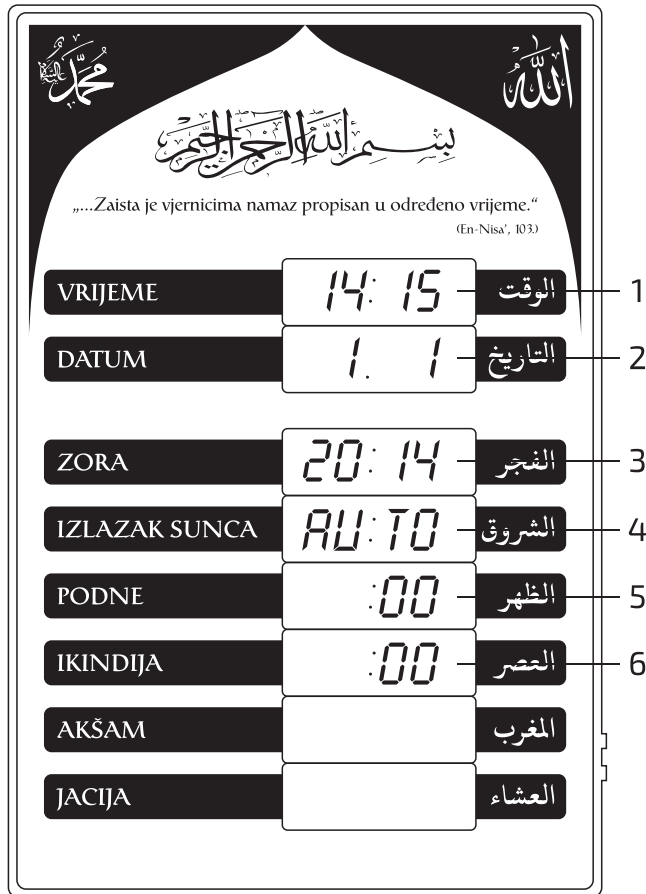 محمد ﷺ
الله
بسم الله الرحمن الرحيم
„...Zaista je vjernicima namaz propisan u određeno vrijeme.“
(En-Nisa', 103.)
VRIJEME 14:15 الوقت 1
DATUM 1. 1 التاريخ 2
ZORA 20:14 الفجر 3
IZLAZAK SUNCA AU:TO الشروق 4
PODNE :00 الظهر 5
IKINDIJA :00 العصر 6
AKŠAM المغرب
JACIJA العشاء